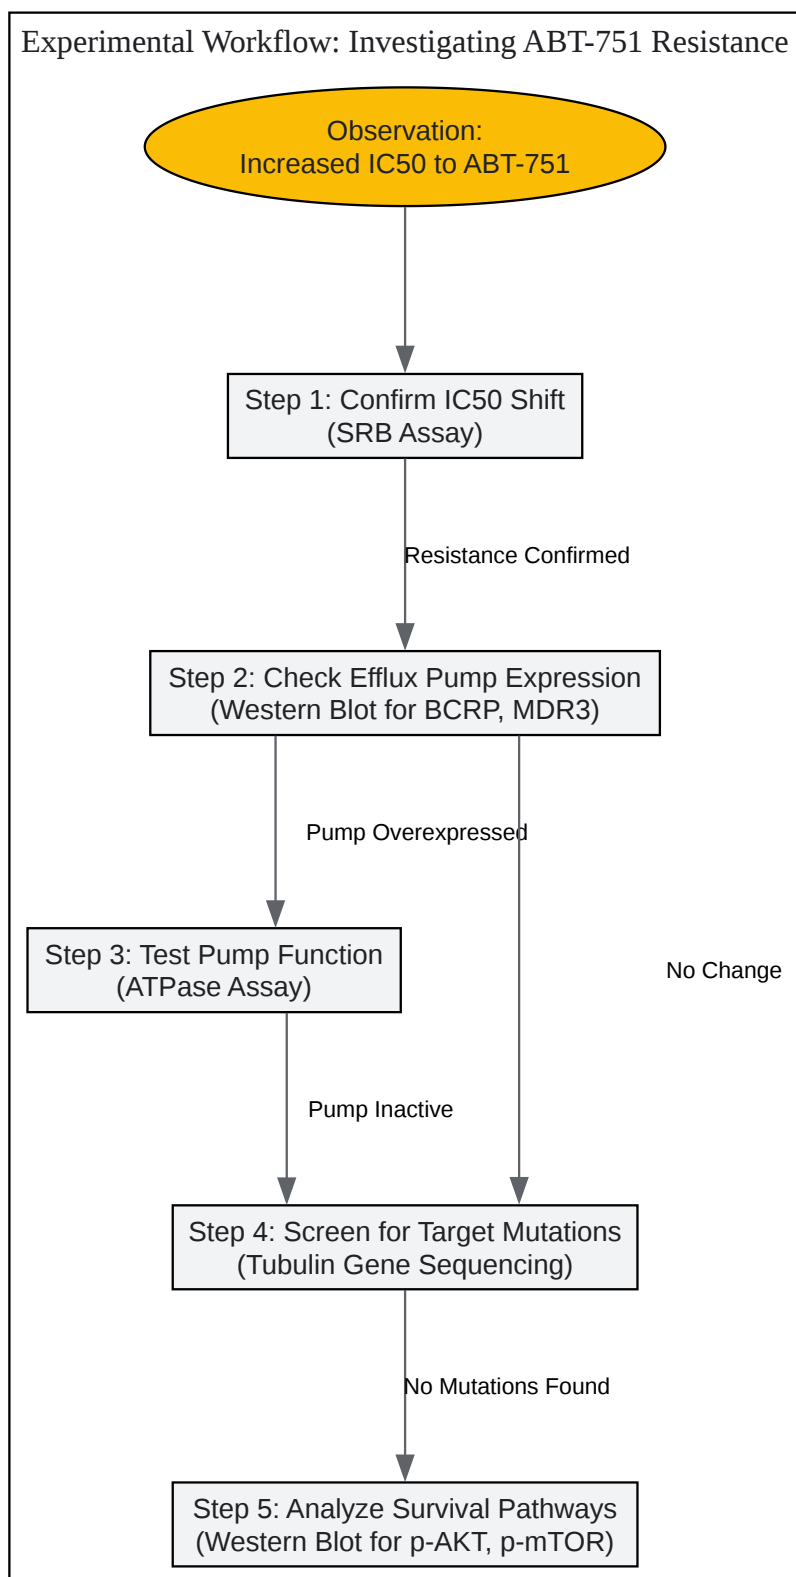 Experimental Workflow: Investigating ABT-751 Resistance
Observation:
Increased IC50 to ABT-751
Step 1: Confirm IC50 Shift
(SRB Assay)
Resistance Confirmed
Step 2: Check Efflux Pump Expression
(Western Blot for BCRP, MDR3)
Pump Overexpressed
Step 3: Test Pump Function
(ATPase Assay)
No Change
Pump Inactive
Step 4: Screen for Target Mutations
(Tubulin Gene Sequencing)
No Mutations Found
Step 5: Analyze Survival Pathways
(Western Blot for p-AKT, p-mTOR)